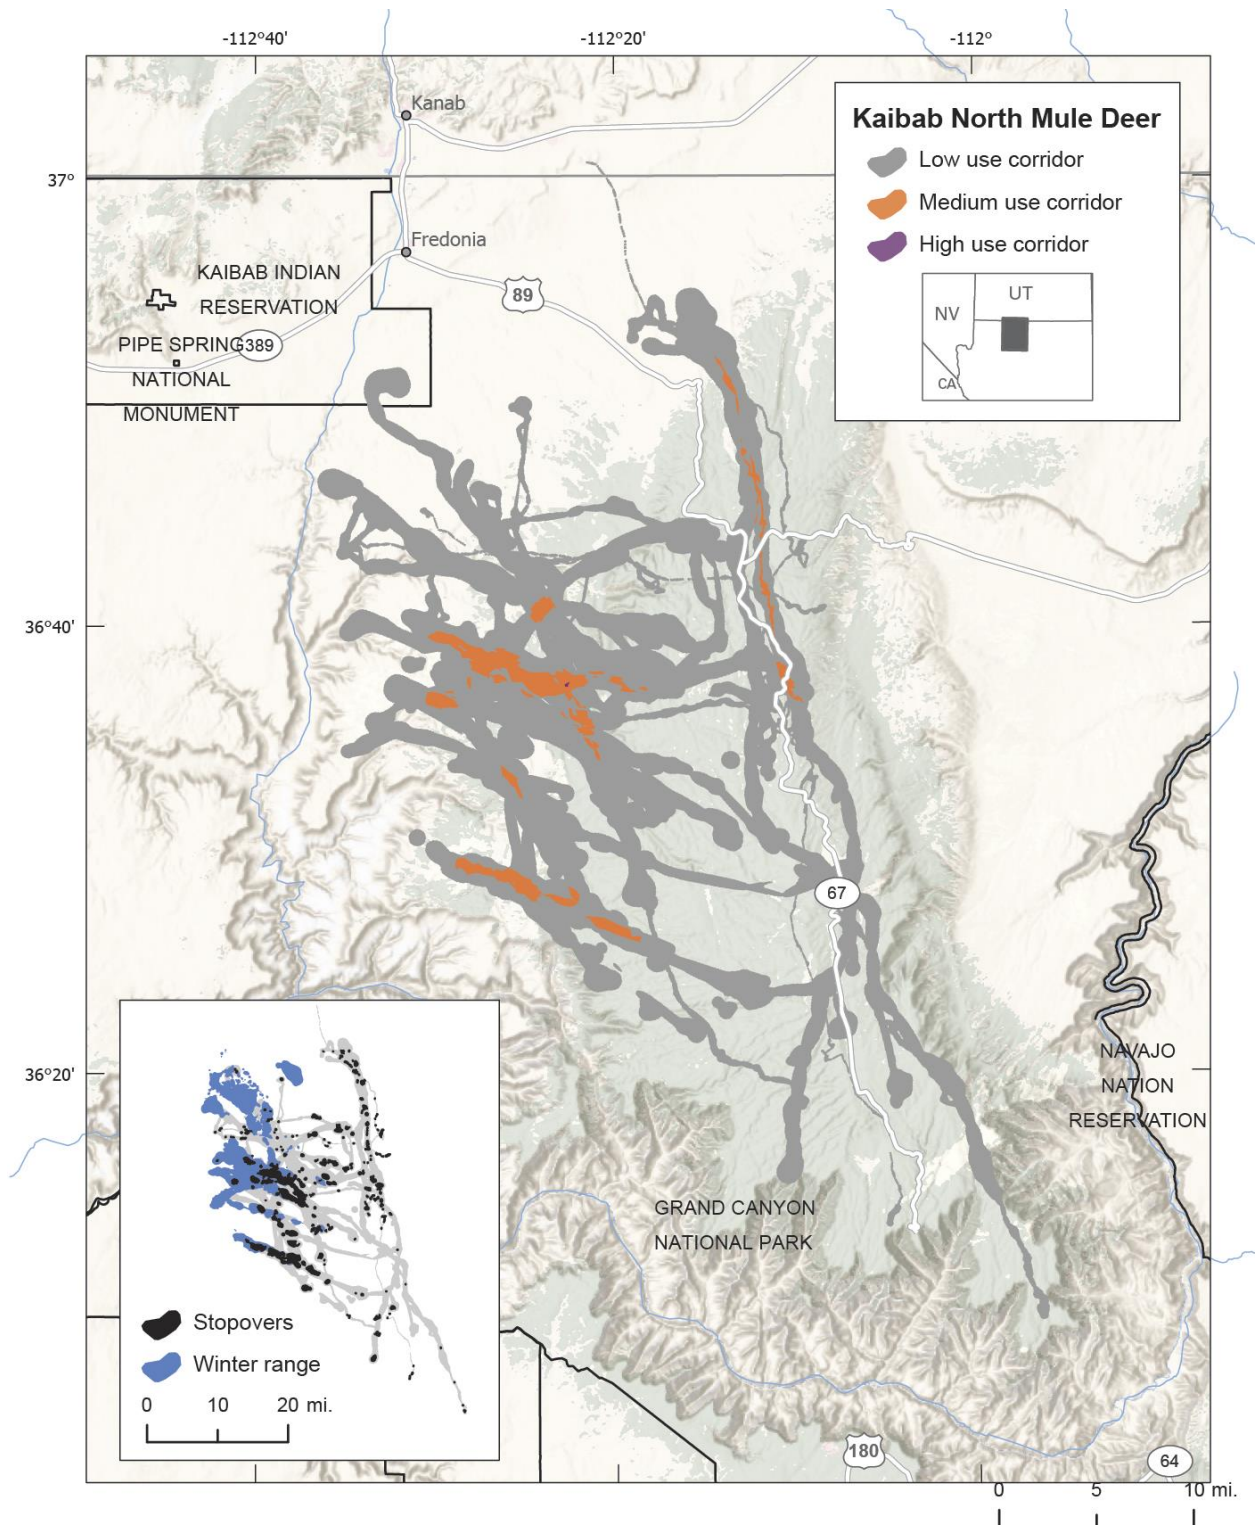 -112°40'
-112°20'
-112°
Kanab
Kaibab North Mule Deer
Low use corridor
Medium use corridor
High use corridor
37°
Fredonia
KAIBAB INDIAN
RESERVATION
89
UT
NV
CA
PIPE SPRING
389
NATIONAL
MONUMENT
36°40'
67
36°20'
NAVAJO
NATION
RESERVATION
GRAND CANYON
NATIONAL PARK
Stopovers
Winter range
0 10 20 mi.
180
64
0 5 10 mi.